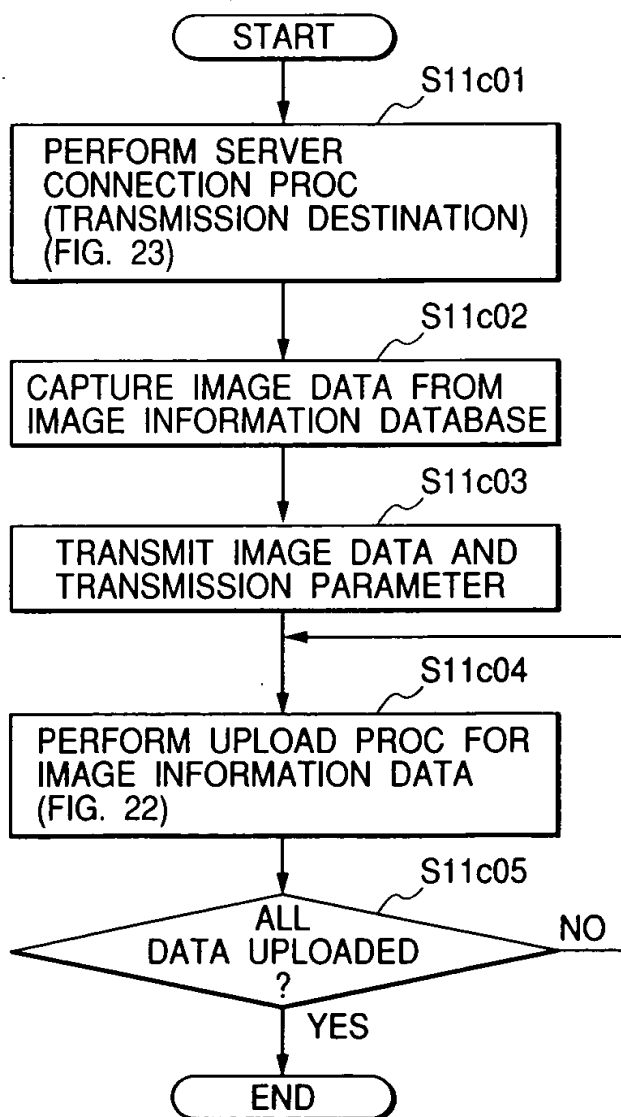 START
S11c01
PERFORM SERVER
CONNECTION PROC
(TRANSMISSION DESTINATION)
(FIG. 23)
S11c02
CAPTURE IMAGE DATA FROM
IMAGE INFORMATION DATABASE
S11c03
TRANSMIT IMAGE DATA AND
TRANSMISSION PARAMETER
S11c04
PERFORM UPLOAD PROC FOR
IMAGE INFORMATION DATA
(FIG. 22)
S11c05
ALL
DATA UPLOADED
?
NO
YES
END